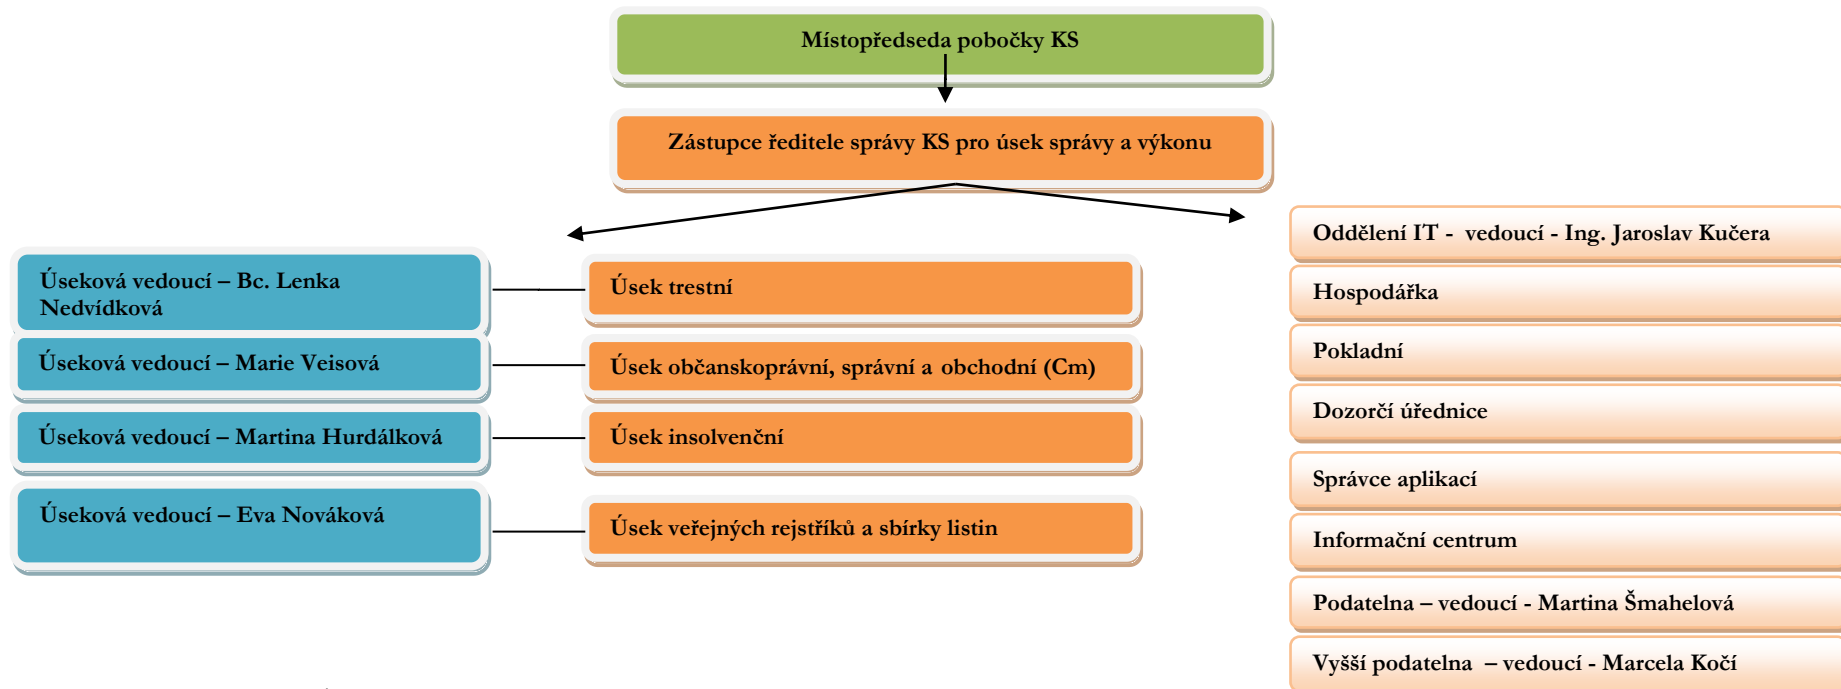 Místopředseda pobočky KS
Zástupce ředitele správy KS pro úsek správy a výkonu
Úseková vedoucí – Bc. Lenka
Nedvídková
Úsek trestní
Úseková vedoucí – Marie Veisová
Úsek občanskoprávní, správní a obchodní (Cm)
Úseková vedoucí – Martina Hurdálková
Úsek insolvenční
Úseková vedoucí – Eva Nováková
Úsek veřejných rejstříků a sbírky listin
Oddělení IT - vedoucí - Ing. Jaroslav Kučera
Hospodářka
Pokladní
Dozorčí úřednice
Správce aplikací
Informační centrum
Podatelna – vedoucí - Martina Šmahelová
Vyšší podatelna – vedoucí - Marcela Kočí